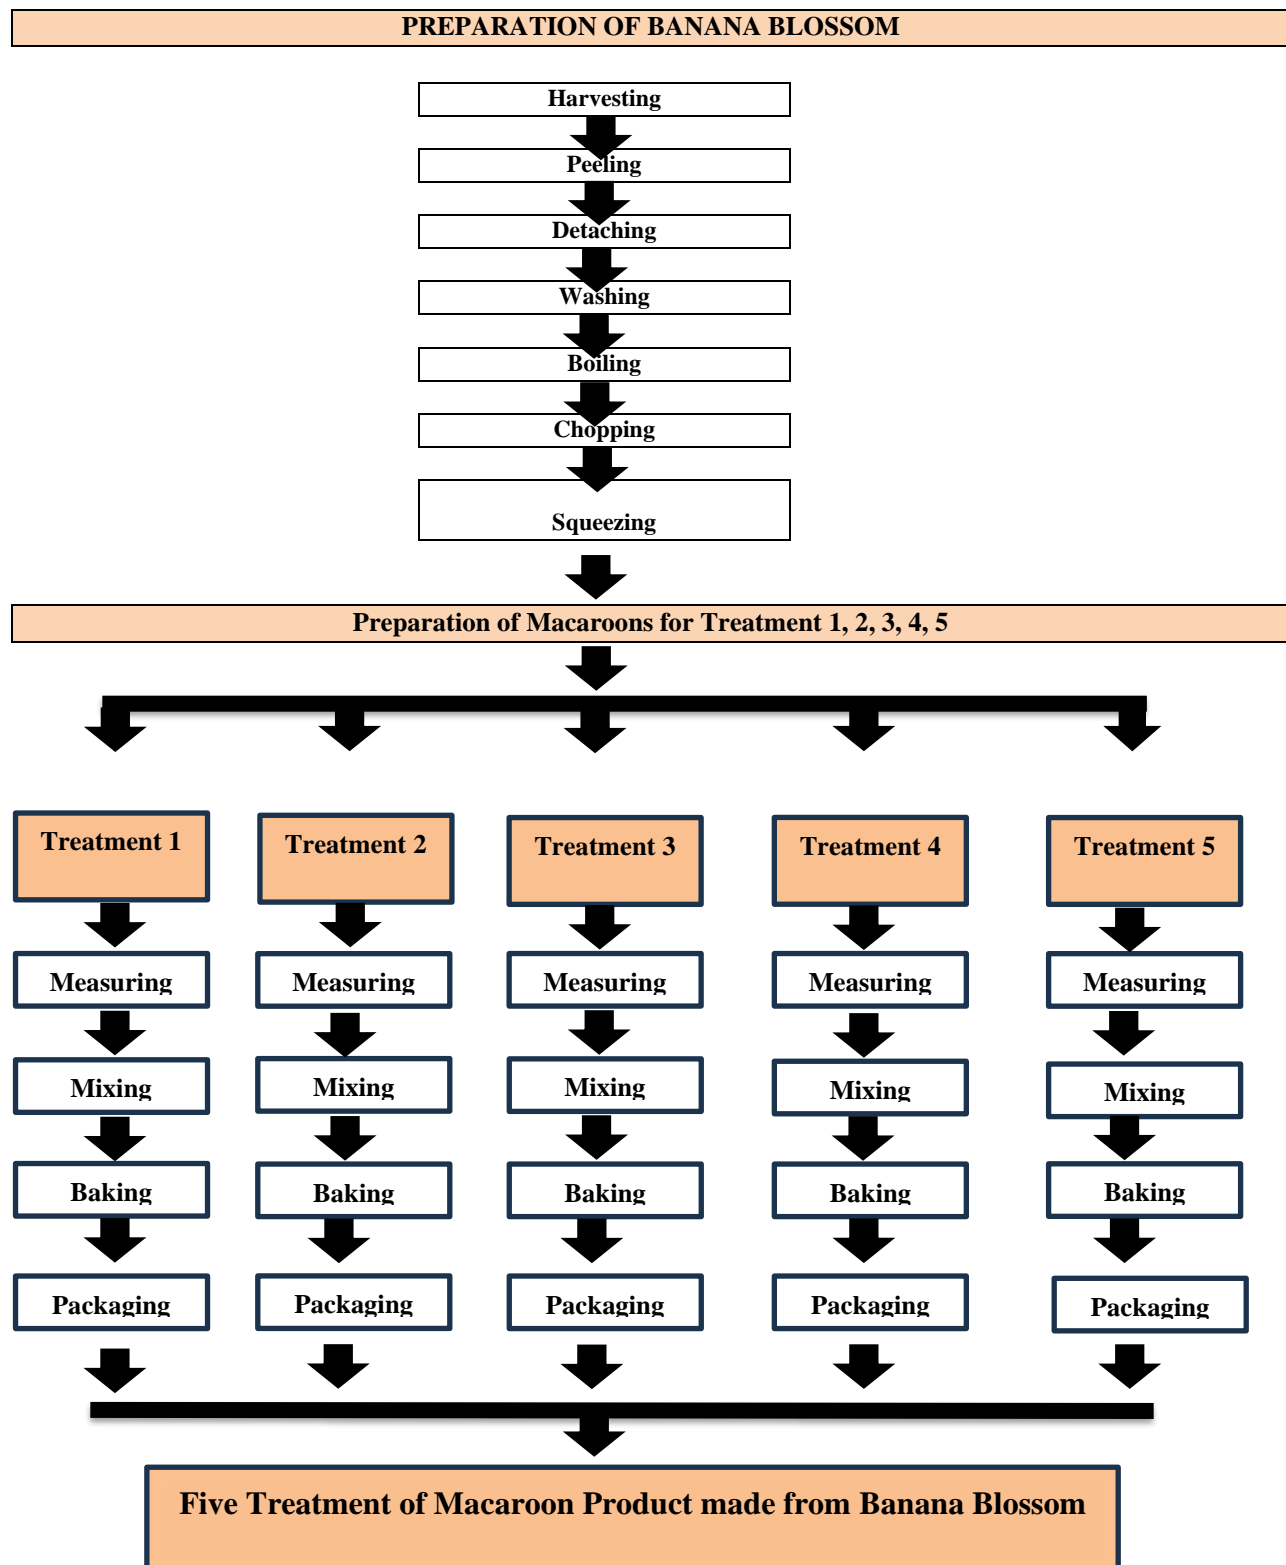 PREPARATION OF BANANA BLOSSOM
Harvesting
Peeling
Detaching
Washing
Boiling
Chopping
Squeezing
Preparation of Macaroons for Treatment 1, 2, 3, 4, 5
Treatment 1
Treatment 2
Treatment 3
Treatment 4
Treatment 5
Measuring
Measuring
Measuring
Measuring
Measuring
Mixing
Mixing
Mixing
Mixing
Mixing
Baking
Baking
Baking
Baking
Baking
Packaging
Packaging
Packaging
Packaging
Packaging
Five Treatment of Macaroon Product made from Banana Blossom